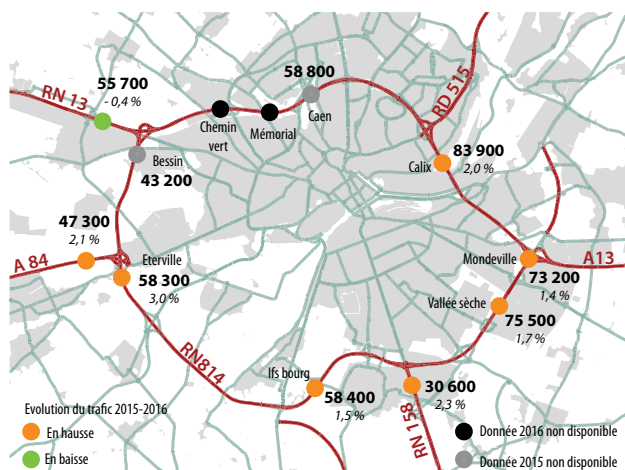 55 700
- 0,4 %
RN 13
58 800
Caen
RD 515
Chemin
vert
Mémorial
83 900
2,0 %
Calix
Bessin
43 200
47 300
2,1 %
A 84
Eterville
58 300
3,0 %
Mondeville
A13
73 200
1,4 %
Vallée sèche
75 500
1,7 %
RN814
Ifs bourg
58 400
1,5 %
30 600
2,3 %
RN 158
Evolution du trafic 2015-2016
En hausse
En baisse
Donnée 2016 non disponible
Donnée 2015 non disponible